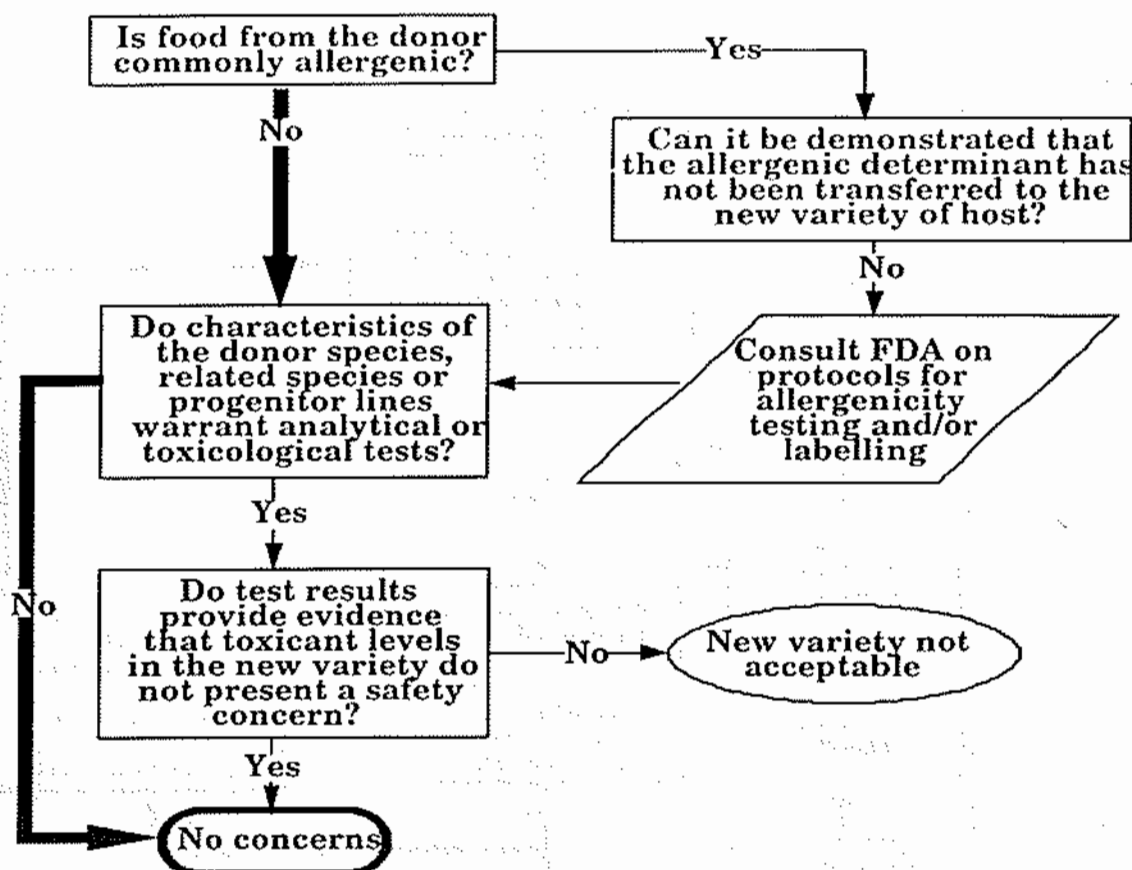 Is food from the donor
commonly allergenic?
Yes
No
Can it be demonstrated that
the allergenic determinant has
not been transferred to the
new variety of host?
No
Do characteristics of
the donor species,
related species or
progenitor lines
warrant analytical or
toxicological tests?
Consult FDA on
protocols for
allergenicity
testing and/or
labelling
Yes
No
Do test results
provide evidence
that toxicant levels
in the new variety do
not present a safety
concern?
No
New variety not
acceptable
Yes
No concerns